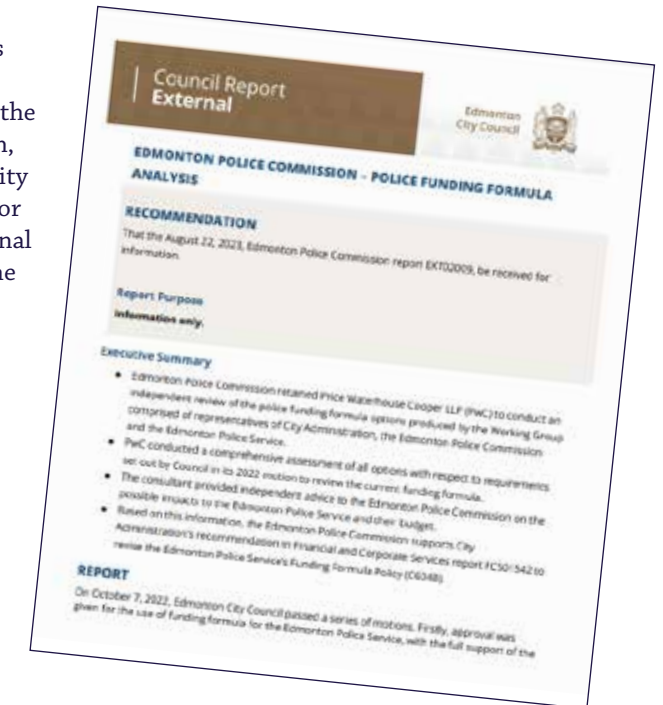 s
the
n,
ity
or
nal
ne
Council Report
External
Edmonton
City Council
EDMONTON POLICE COMMISSION – POLICE FUNDING FORMULA
ANALYSIS
RECOMMENDATION
That the August 22, 2023, Edmonton Police Commission report EXT02009, be received for
information.
Report Purpose
Information only.
Executive Summary
• Edmonton Police Commission retained Price Waterhouse Cooper LLP (PwC) to conduct an
independent review of the police funding formula options produced by the Working Group
comprised of representatives of City Administration, the Edmonton Police Commission
and the Edmonton Police Service.
• PwC conducted a comprehensive assessment of all options with respect to requirements
set out by Council in its 2022 motion to review the current funding formula.
• The consultant provided independent advice to the Edmonton Police Commission on the
possible impacts to the Edmonton Police Service and their budget.
• Based on this information, the Edmonton Police Commission supports City
Administration's recommendation in Financial and Corporate Services report FCS01542 to
revise the Edmonton Police Service's Funding Formula Policy (C604B).
REPORT
On October 7, 2022, Edmonton City Council passed a series of motions. Firstly, approval was
given for the use of funding formula for the Edmonton Police Service, with the full support of the